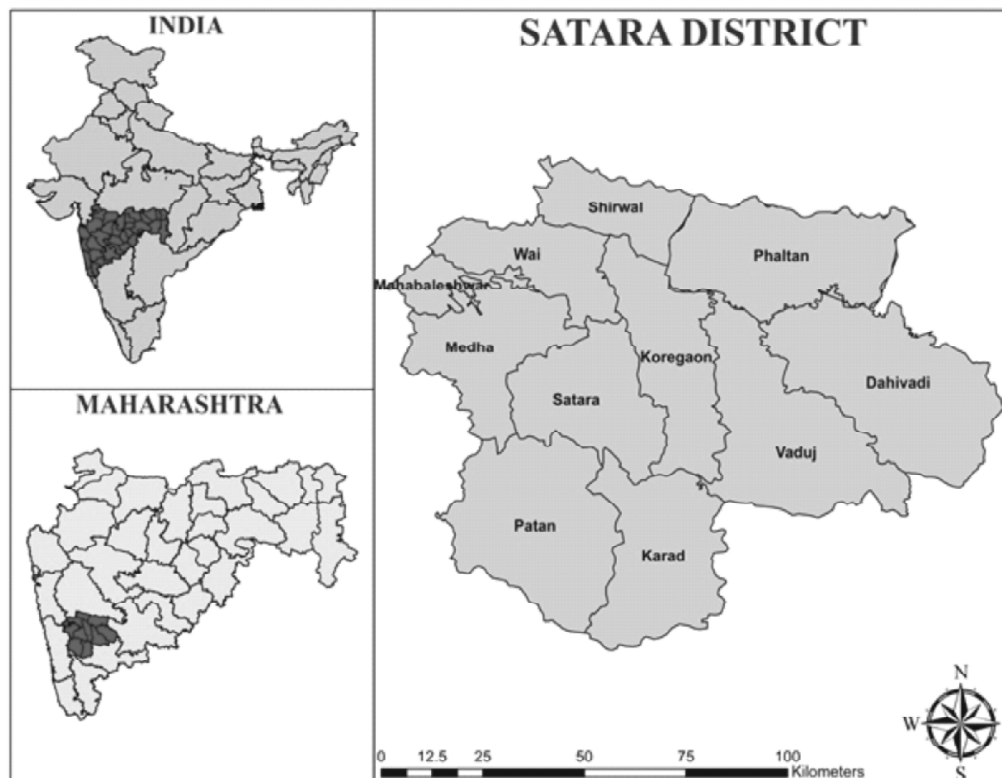 INDIA
SATARA DISTRICT
Shirwal
Phaltan
Wai
Mahabaleshwar
Medha
Koregaon
Dahivadi
Satara
Vaduj
Patan
Karad
MAHARASHTRA
N
W
S
0 12.5 25 50 75 100
Kilometers